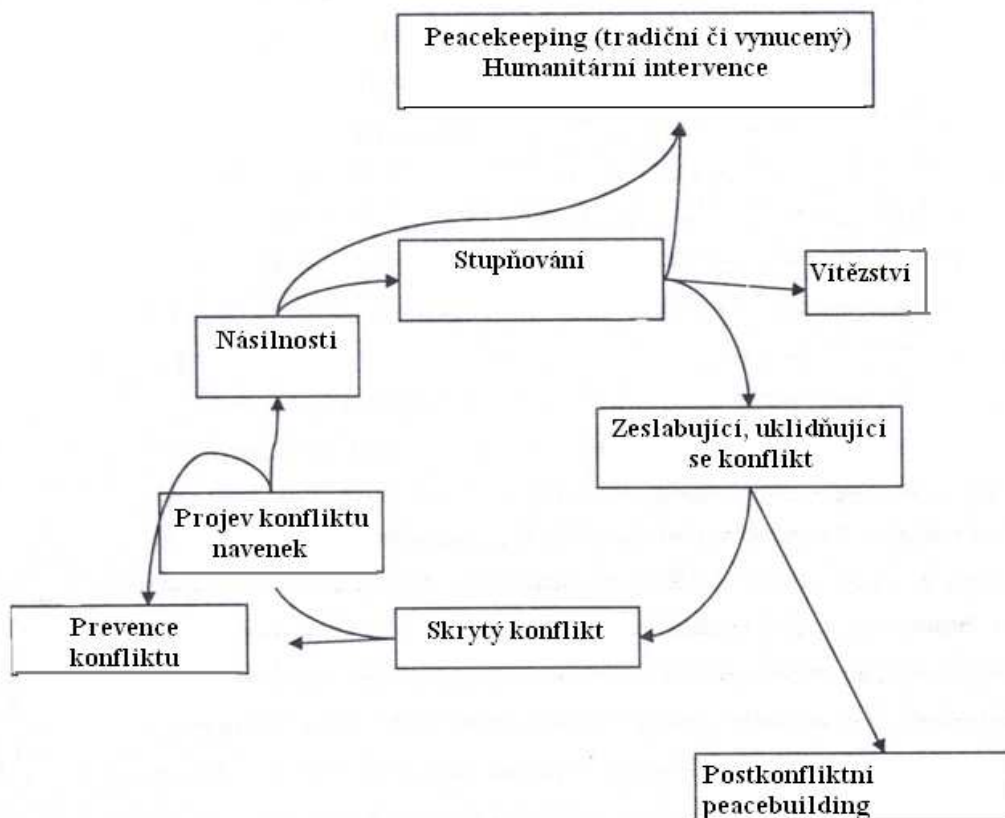 Peacekeeping (tradiční či vynucený)
Humanitární intervence
Stupňování
Vítězství
Násilnosti
Zeslabující, uklidňující
se konflikt
Projev konfliktu
navenek
Prevence
konfliktu
Skrytý konflikt
Postkonfliktní
peacebuilding